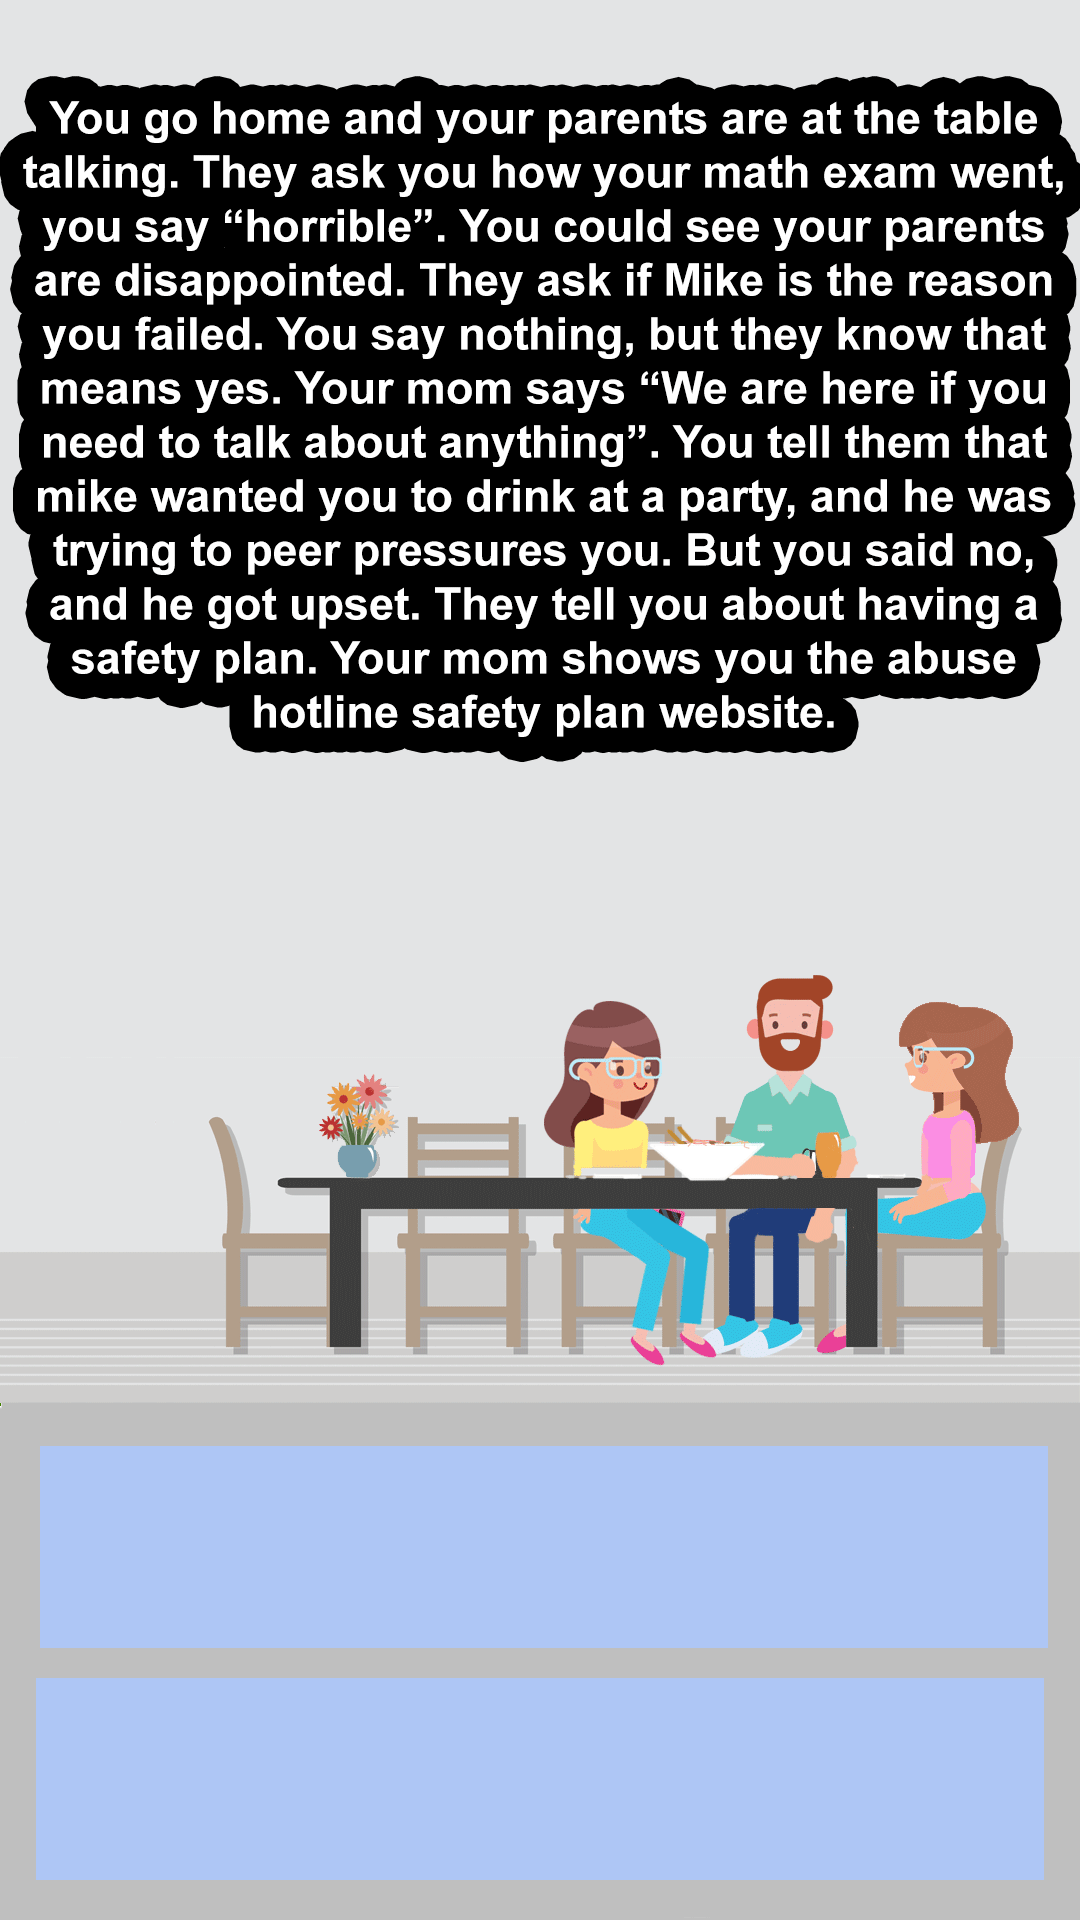 You go home and your parents are at the table
talking. They ask you how your math exam went,
you say “horrible”. You could see your parents
are disappointed. They ask if Mike is the reason
you failed. You say nothing, but they know that
means yes. Your mom says “We are here if you
need to talk about anything”. You tell them that
mike wanted you to drink at a party, and he was
trying to peer pressures you. But you said no,
and he got upset. They tell you about having a
safety plan. Your mom shows you the abuse
hotline safety plan website.